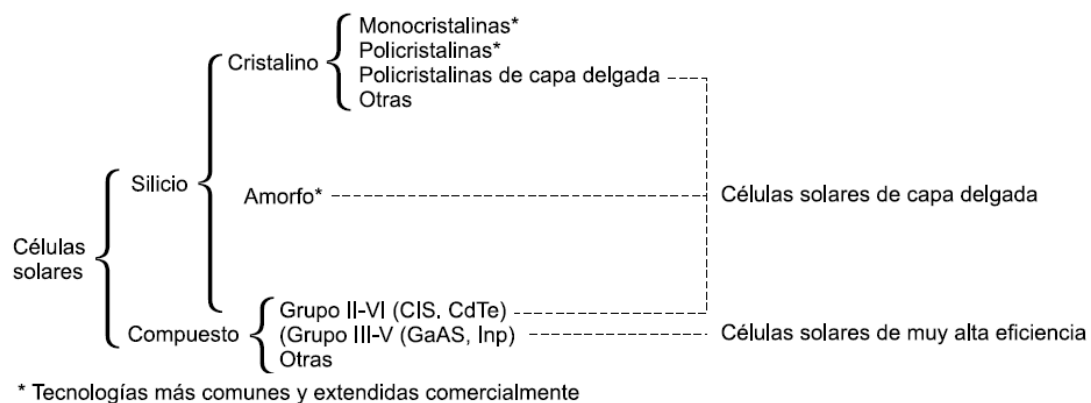 Monocristalinas*
Policristalinas*
Cristalino
Policristalinas de capa delgada
Otras
Silicio
Amorfo*
Células solares de capa delgada
Células
solares
Grupo II-VI (CIS, CdTe)
Compuesto
(Grupo III-V (GaAS, Inp)
Células solares de muy alta eficiencia
Otras
* Tecnologías más comunes y extendidas comercialmente